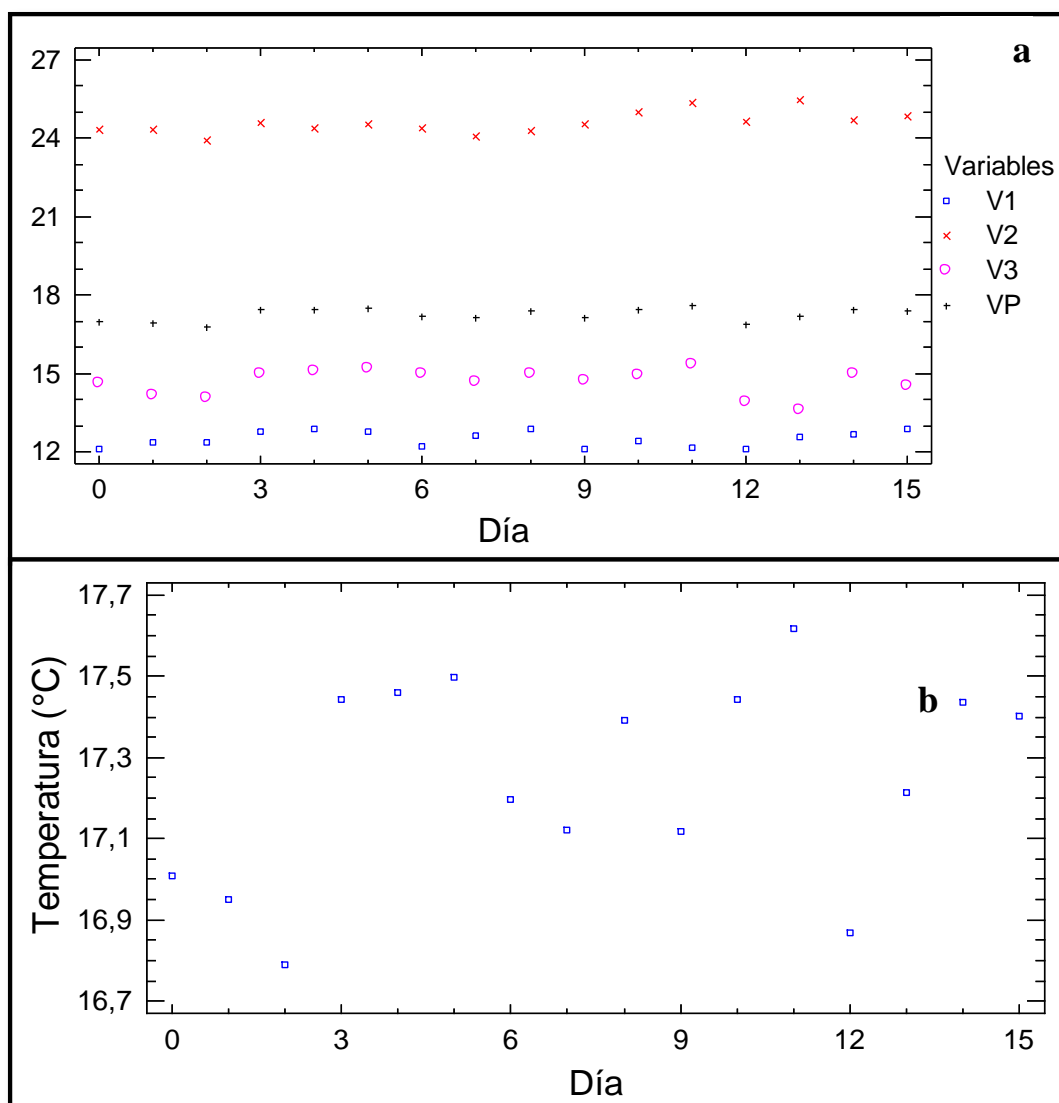 a
27
24
21
18
15
12
0 3 6 9 12 15
Día
Variables
V1
V2
V3
VP
17,7
17,5
17,3
17,1
16,9
16,7
Temperatura (°C)
b
0 3 6 9 12 15
Día